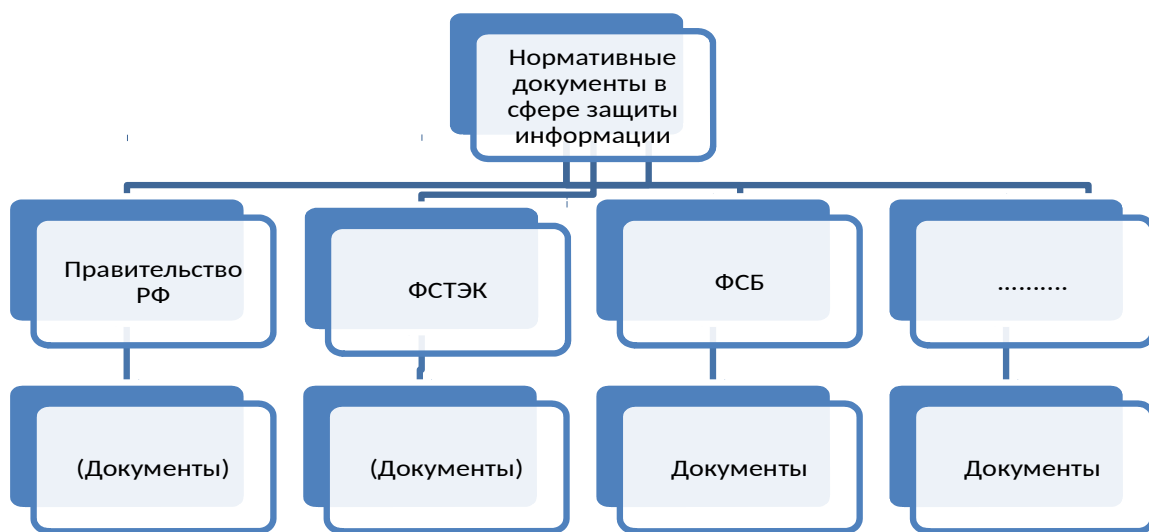 Нормативные
документы в
сфере защиты
информации
Правительство
РФ
ФСТЭК
ФСБ
..........
(Документы)
(Документы)
Документы
Документы